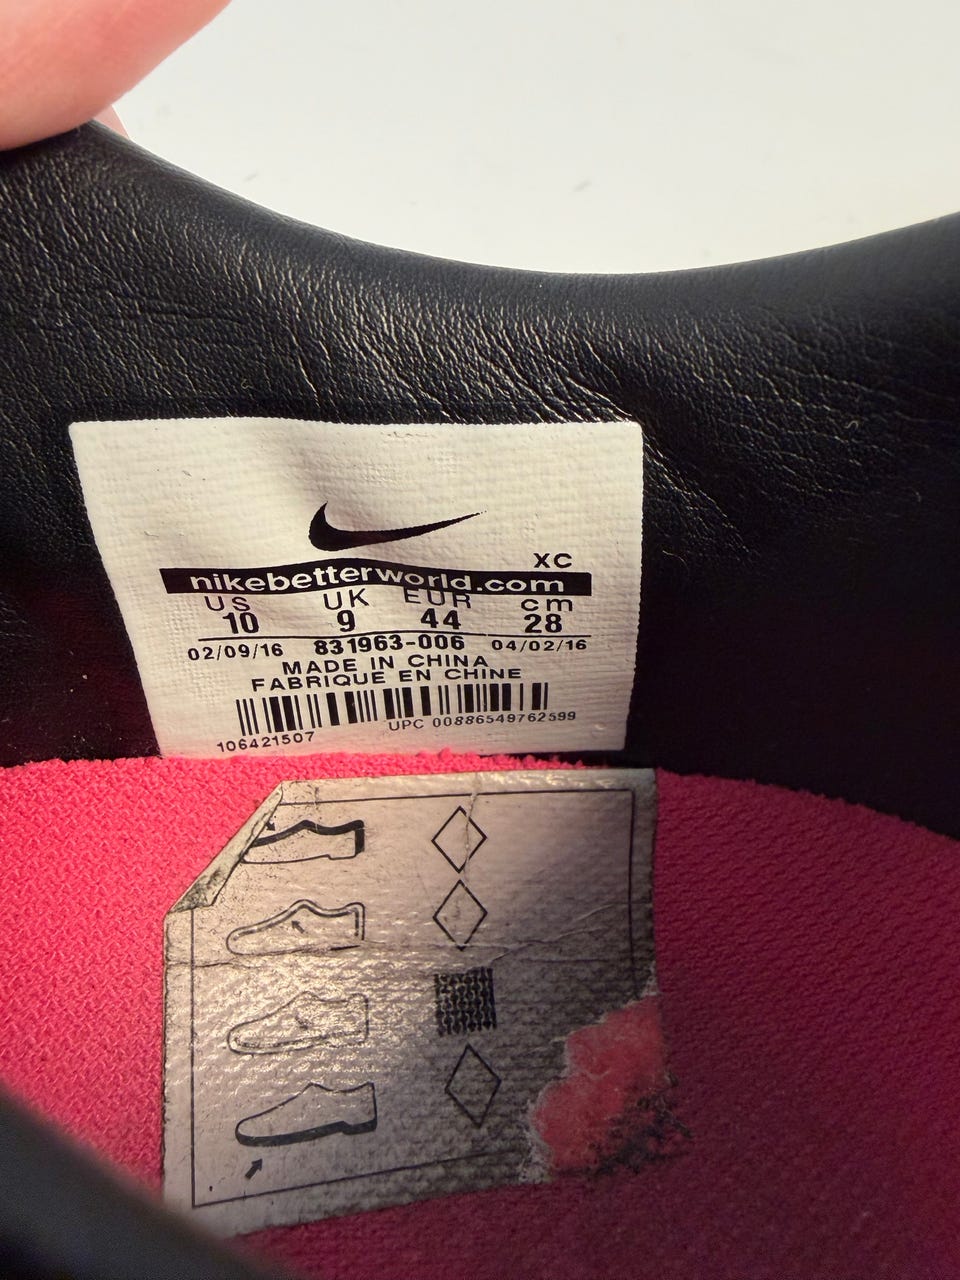 XC
nikebetterworld.com
US UK EUR cm
10 9 44 28
02/09/16 831963-006 04/02/16
MADE IN CHINA
FABRIQUE EN CHINE
UPC 00886549762599
106421507